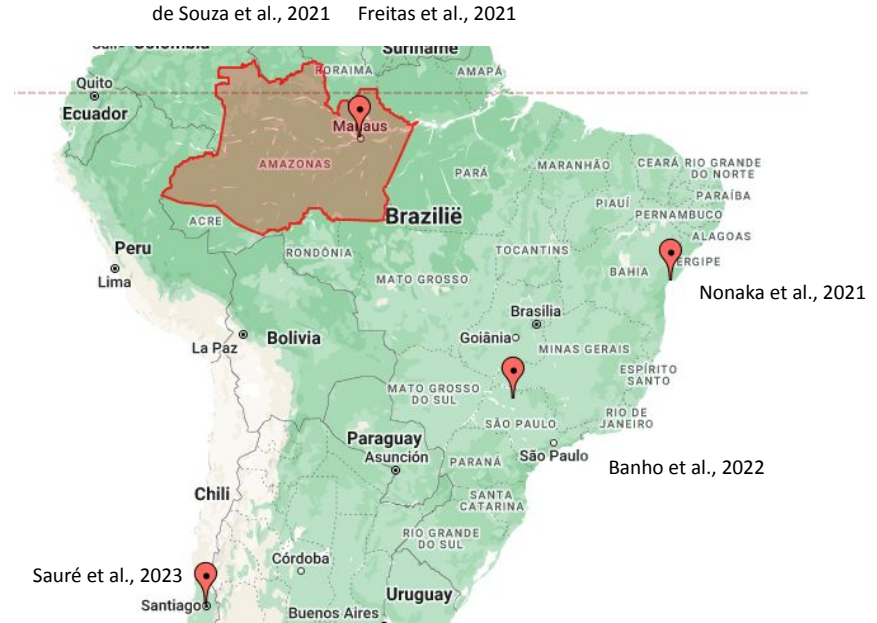 de Souza et al., 2021 Freitas et al., 2021
Suriname
RORAIMA
AMAPÁ
Quito
Ecuador
Manaus
AMAZONAS
PARÁ
MARANHÃO
CEARÁ
RIO GRANDE
DO NORTE
PARAÍBA
PIAUÍ
PERNAMBUCO
ACRE
Brazilië
ALAGOAS
Peru
RONDÔNIA
TOCANTINS
ERGIPE
Lima
MATO GROSSO
BAHIA
Nonaka et al., 2021
Brasilia
La Paz
Bolivia
Goiânia
MINAS GERAIS
ESPÍRITO
SANTO
MATO GROSSO
DO SUL
RIO DE
JANEIRO
SÃO PAULO
Paraguay
Asunción
São Paulo
PARANÁ
Banho et al., 2022
Chili
SANTA
CATARINA
RIO GRANDE
DO SUL
Córdoba
Sauré et al., 2023
Uruguay
Santiago
Buenos Aires